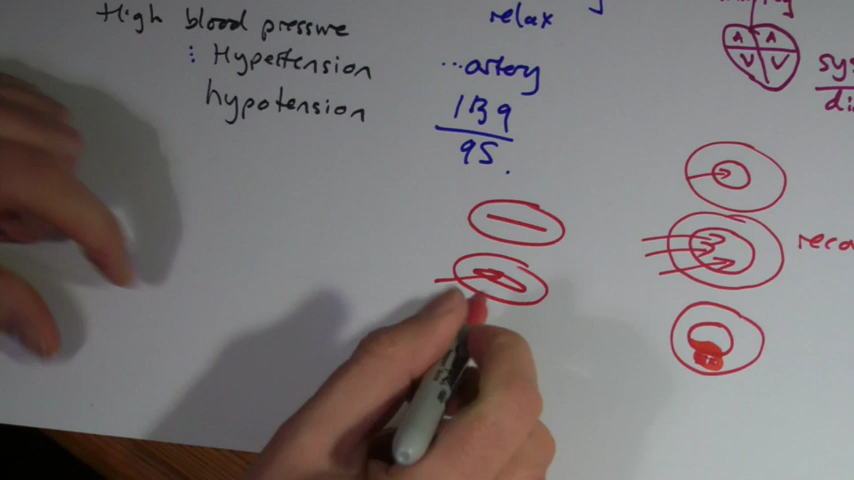 High blood pressure
: Hypertension
hypotension
relax
...artery
139
95.
A A
V V